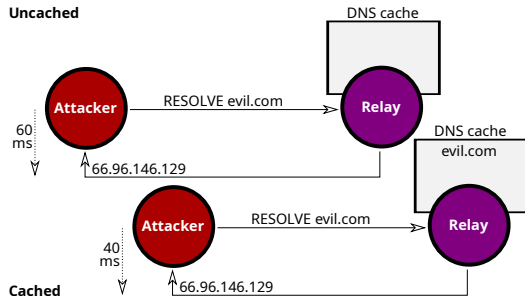 Uncached
DNS cache
Attacker
RESOLVE evil.com
Relay
60
ms
66.96.146.129
DNS cache
evil.com
Attacker
RESOLVE evil.com
Relay
40
ms
66.96.146.129
Cached